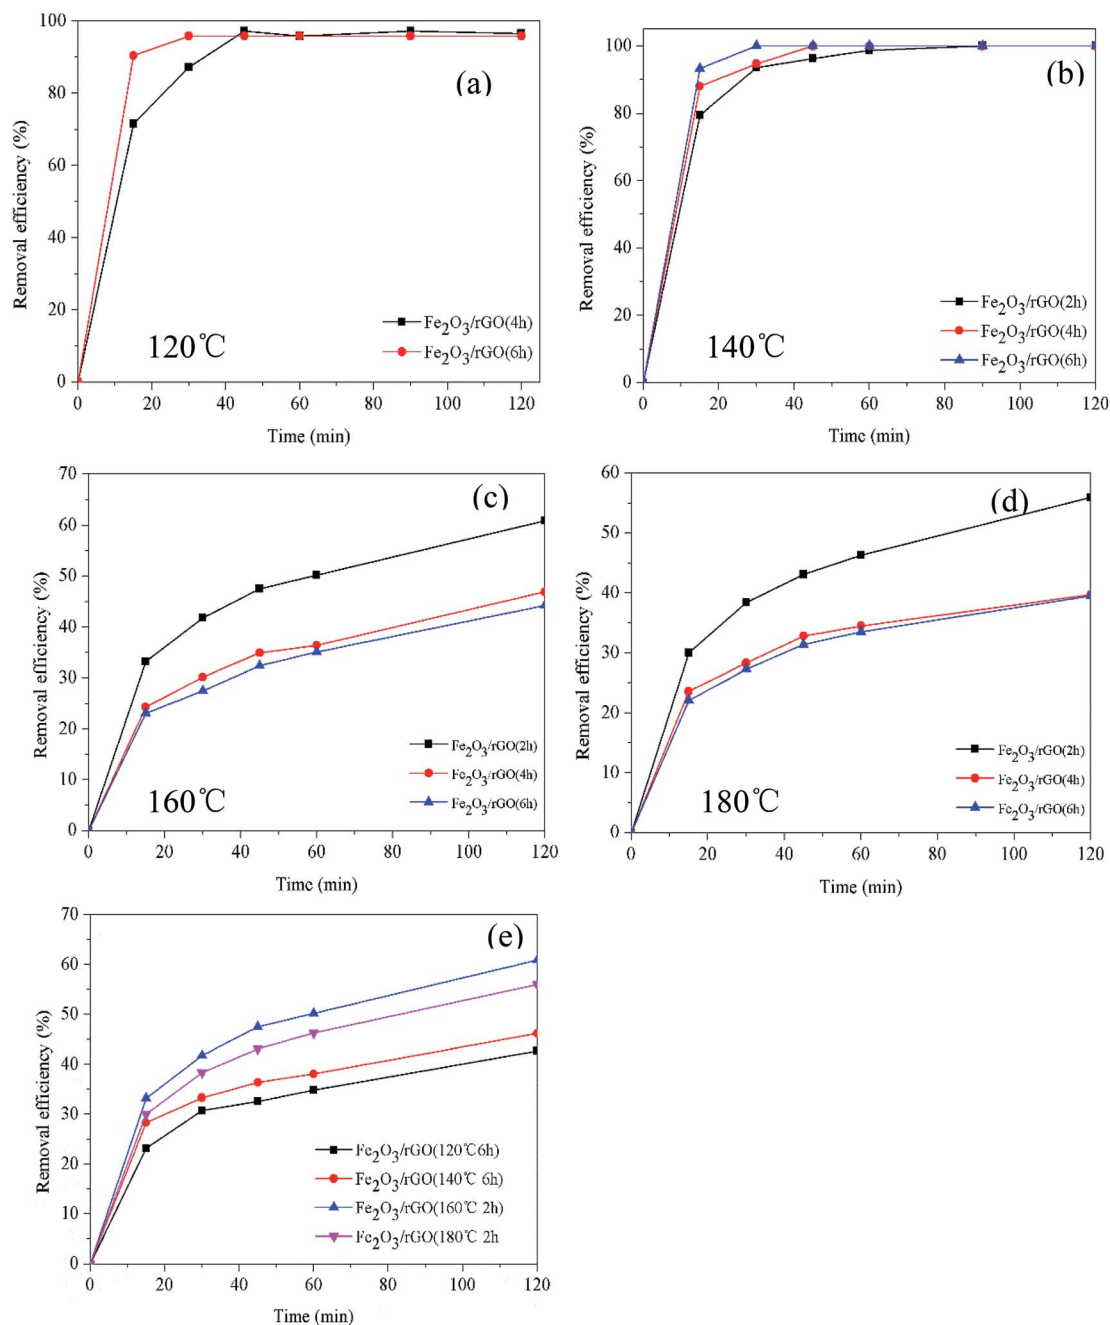 100
80
60
40
20
0
0 20 40 60 80 100 120
Removal efficiency (%)
Time (min)
(a)
120℃
Fe2O3/rGO(4h)
Fe2O3/rGO(6h)
100
80
60
40
20
0
0 20 40 60 80 100 120
Removal efficiency (%)
Time (min)
(b)
140℃
Fe2O3/rGO(2h)
Fe2O3/rGO(4h)
Fe2O3/rGO(6h)
70
60
50
40
30
20
10
0
0 20 40 60 80 100 120
Removal efficiency (%)
Time (min)
(c)
160℃
Fe2O3/rGO(2h)
Fe2O3/rGO(4h)
Fe2O3/rGO(6h)
60
50
40
30
20
10
0
0 20 40 60 80 100 120
Removal efficiency (%)
Time (min)
(d)
180℃
Fe2O3/rGO(2h)
Fe2O3/rGO(4h)
Fe2O3/rGO(6h)
70
60
50
40
30
20
10
0
0 20 40 60 80 100 120
Removal efficiency (%)
Time (min)
(e)
Fe2O3/rGO(120℃6h)
Fe2O3/rGO(140℃ 6h)
Fe2O3/rGO(160℃ 2h)
Fe2O3/rGO(180℃ 2h